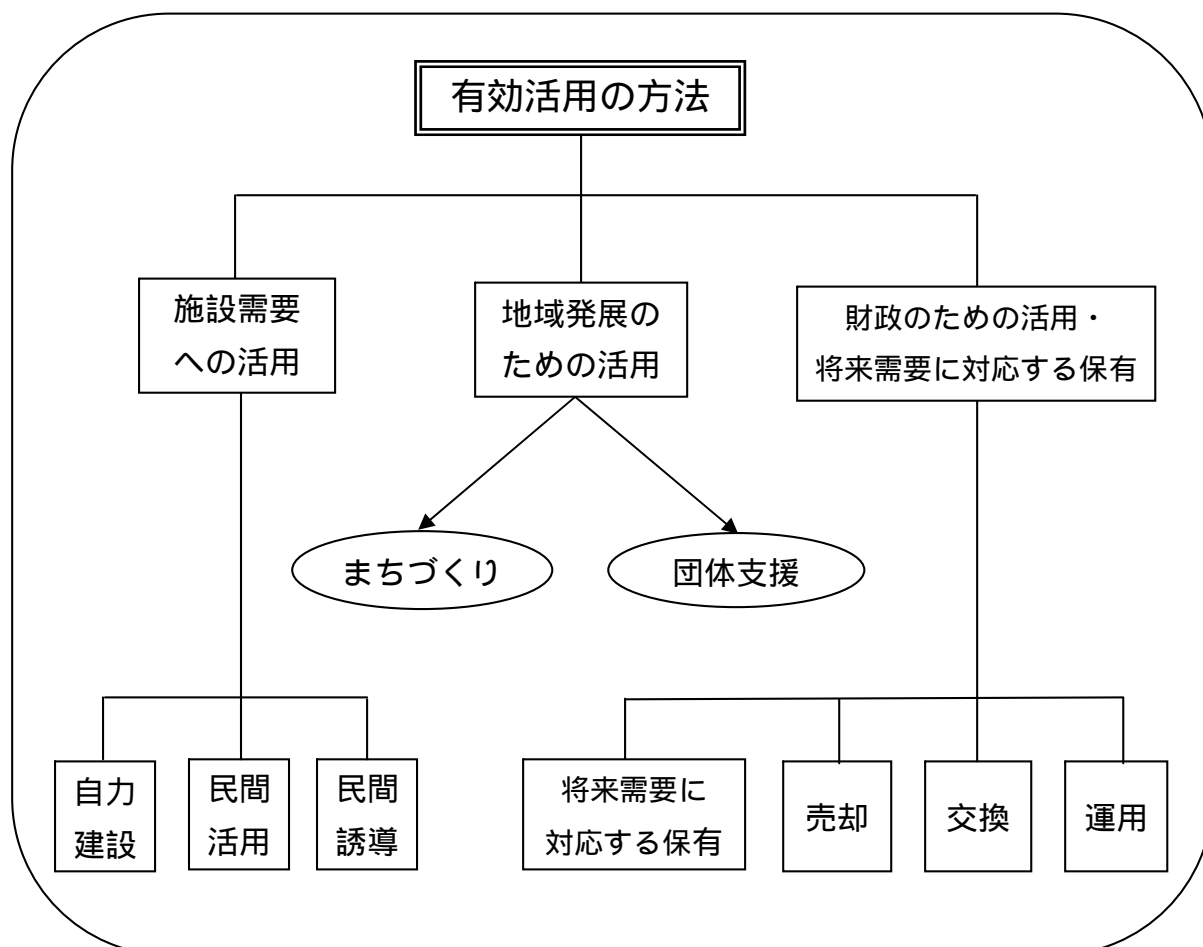 有効活用の方法
施設需要
への活用
地域発展の
ための活用
財政のための活用・
将来需要に対応する保有
まちづくり
団体支援
自力
建設
民間
活用
民間
誘導
将来需要に
対応する保有
売却
交換
運用